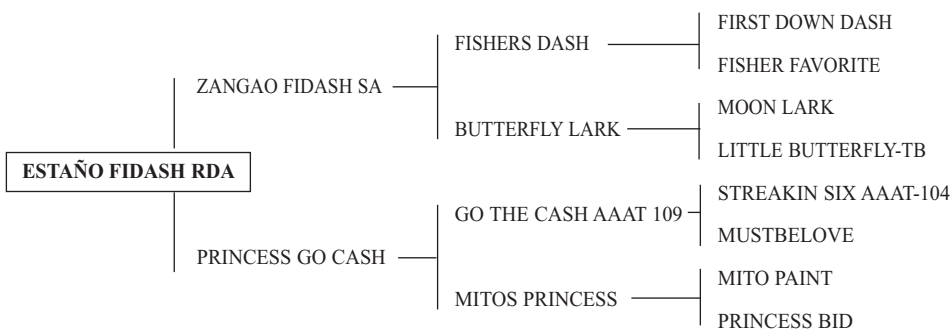 FIRST DOWN DASH
FISHERS DASH
FISHER FAVORITE
ZANGAO FIDASH SA
MOON LARK
BUTTERFLY LARK
LITTLE BUTTERFLY-TB
ESTAÑO FIDASH RDA
STREAKIN SIX AAAT-104
GO THE CASH AAAT 109
MUSTBELOVE
PRINCESS GO CASH
MITO PAINT
MITOS PRINCESS
PRINCESS BID